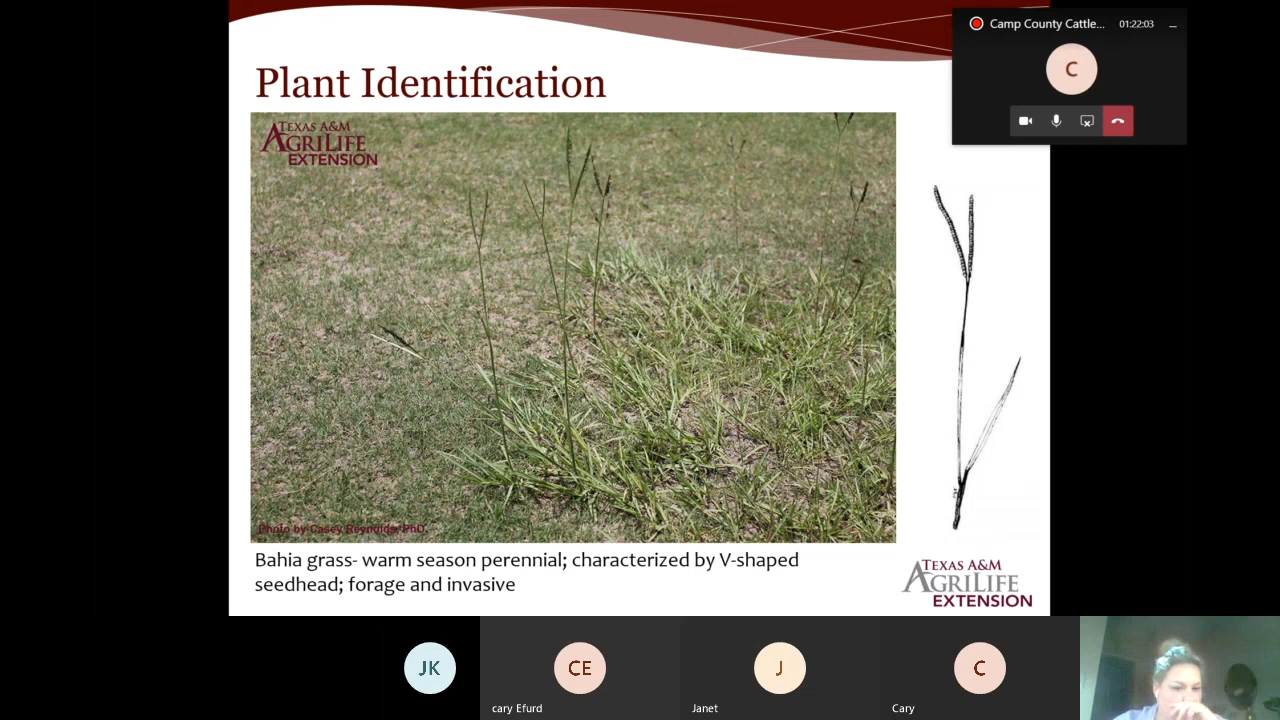 Camp County Cattle...
01:22:03
C
Plant Identification
TEXAS A&M
AGRILIFE
EXTENSION
Photo by Casey Reynolds, PhD.
Bahia grass- warm season perennial; characterized by V-shaped
seedhead; forage and invasive
TEXAS A&M
AGRILIFE
EXTENSION
JK
CE
J
C
cary Efurd
Janet
Cary